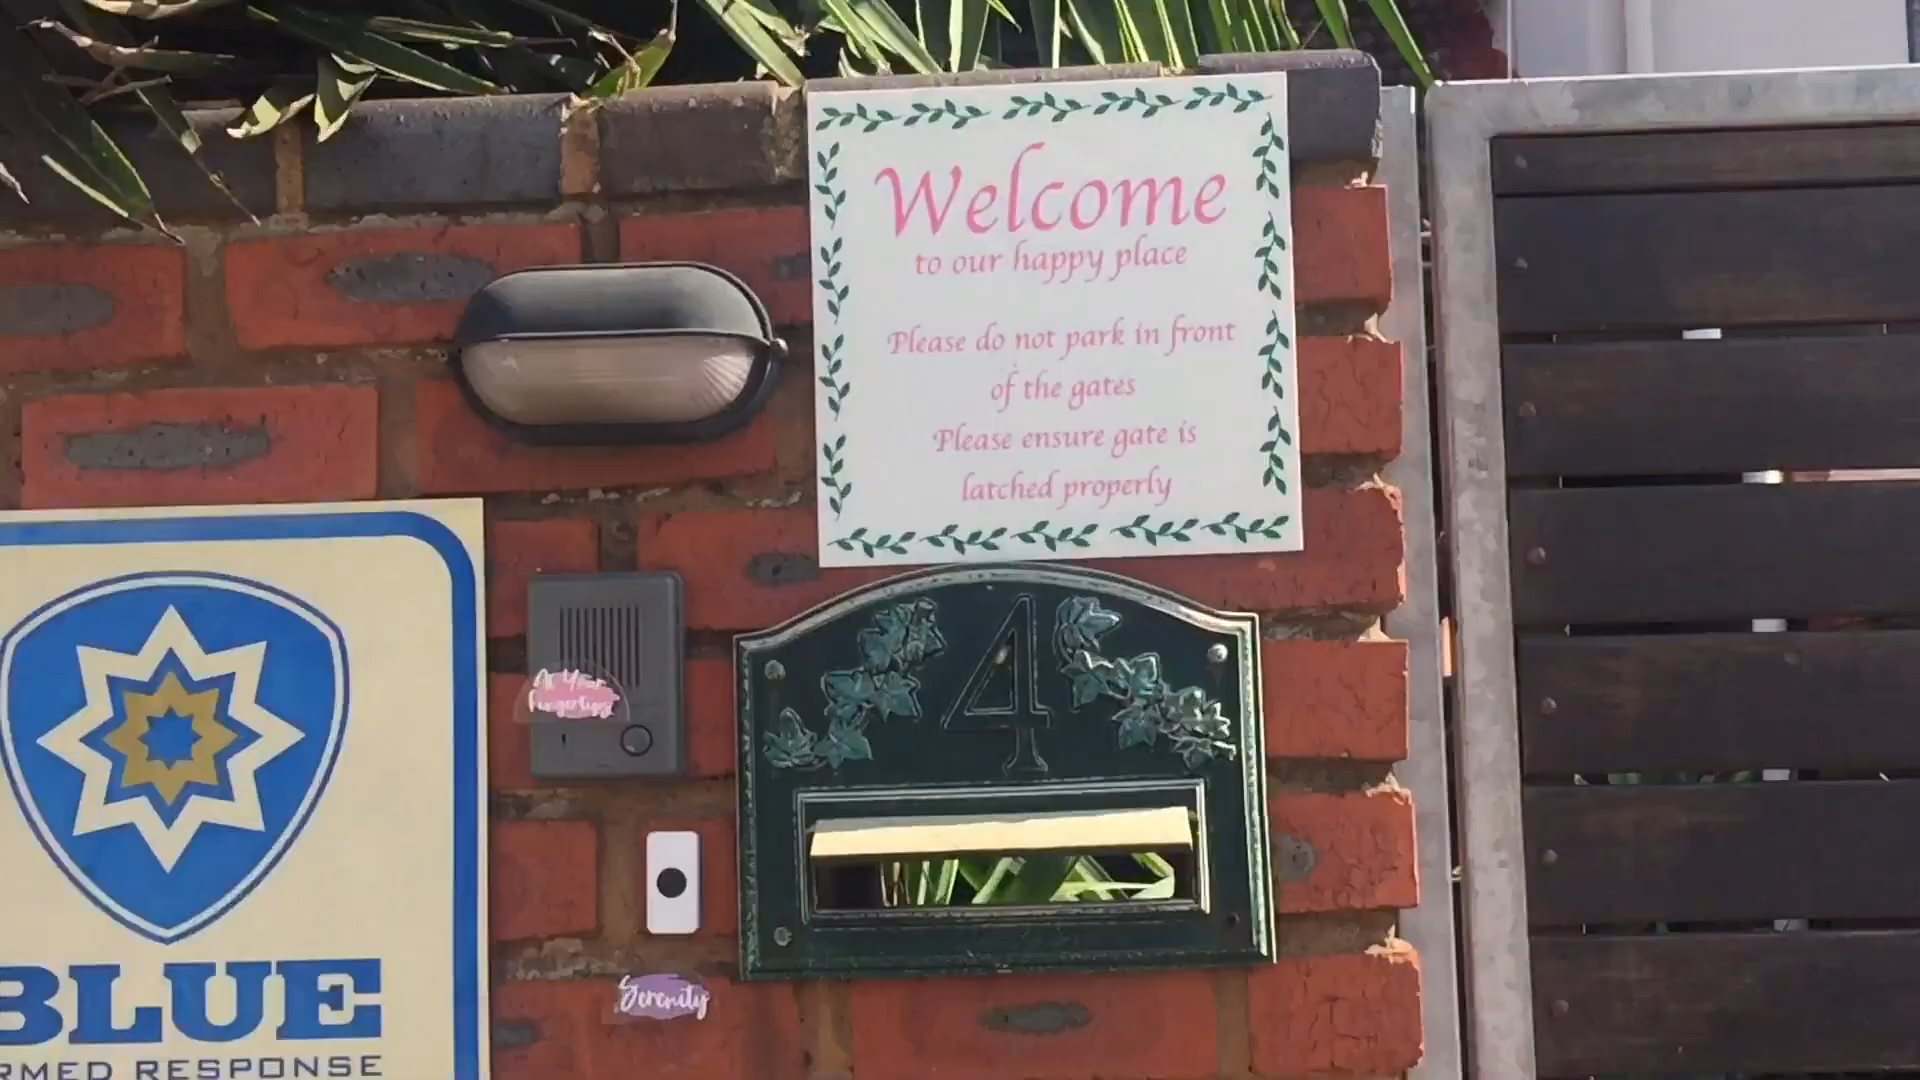 Welcome
to our happy place
Please do not park in front
of the gates
Please ensure gate is
latched properly
4
At Your
Fingertips
Serenity
BLUE
RMED RESPONSE